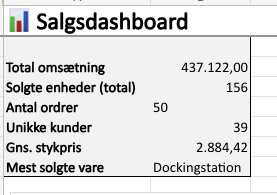 Salgsdashboard
Total omsætning 437.122,00
Solgte enheder (total) 156
Antal ordrer 50
Unikke kunder 39
Gns. stykpris 2.884,42
Mest solgte vare Dockingstation